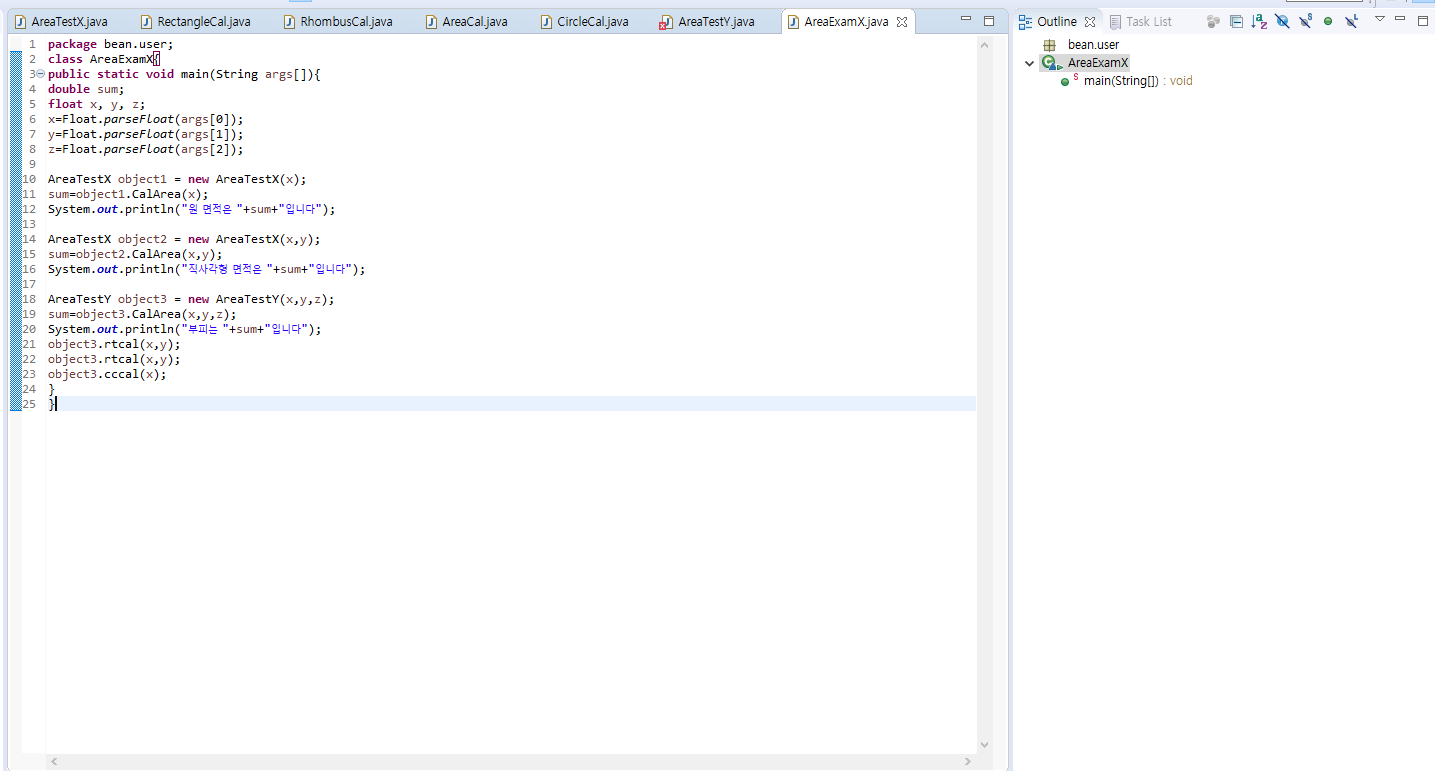 AreaTestX.java RectangleCal.java RhombusCal.java AreaCal.java CircleCal.java AreaTestY.java AreaExamX.java
1 package bean.user;
2 class AreaExamX{
3 public static void main(String args[]){
4 double sum;
5 float x, y, z;
6 x=Float.parseFloat(args[0]);
7 y=Float.parseFloat(args[1]);
8 z=Float.parseFloat(args[2]);
9
10 AreaTestX object1 = new AreaTestX(x);
11 sum=object1.CalArea(x);
12 System.out.println("원 면적은 "+sum+"입니다");
13
14 AreaTestX object2 = new AreaTestX(x,y);
15 sum=object2.CalArea(x,y);
16 System.out.println("직사각형 면적은 "+sum+"입니다");
17
18 AreaTestY object3 = new AreaTestY(x,y,z);
19 sum=object3.CalArea(x,y,z);
20 System.out.println("부피는 "+sum+"입니다");
21 object3.rtcal(x,y);
22 object3.rtcal(x,y);
23 object3.cccal(x);
24 }
25 }
Outline Task List
bean.user
AreaExamX
main(String[]) : void